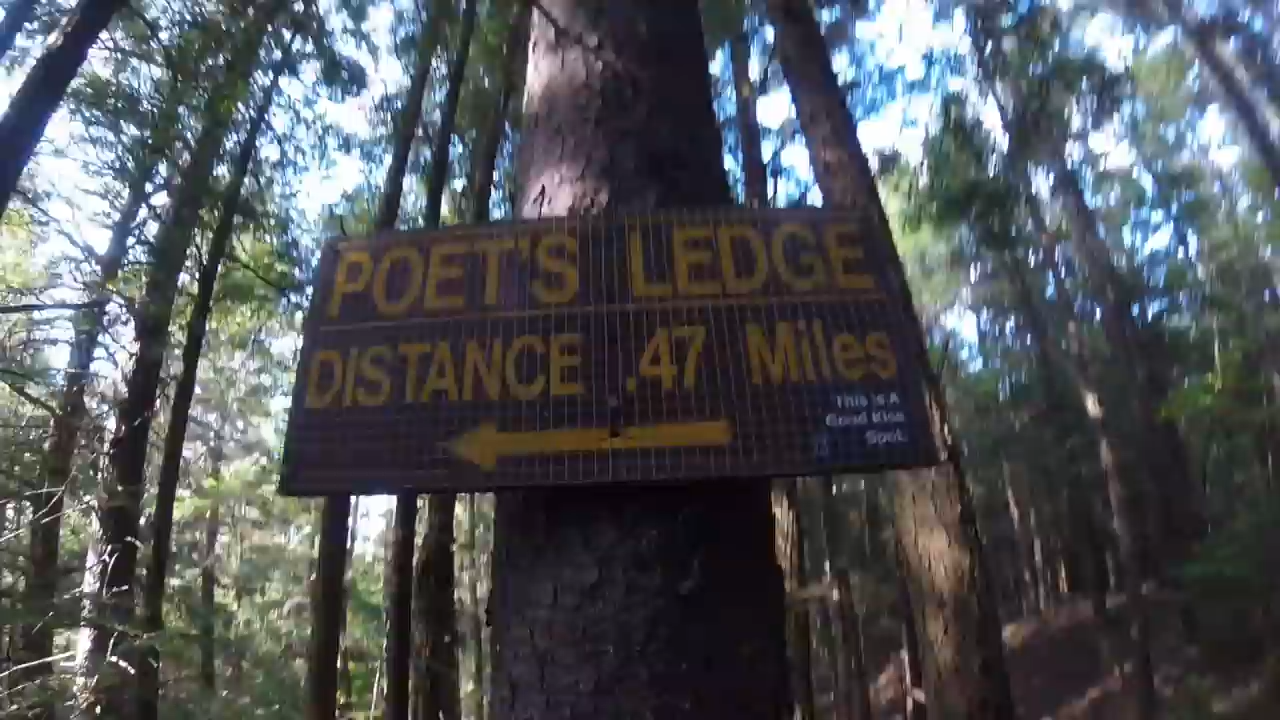 POET'S LEDGE
DISTANCE .47 Miles
This is A
Good Kiss
Spot.